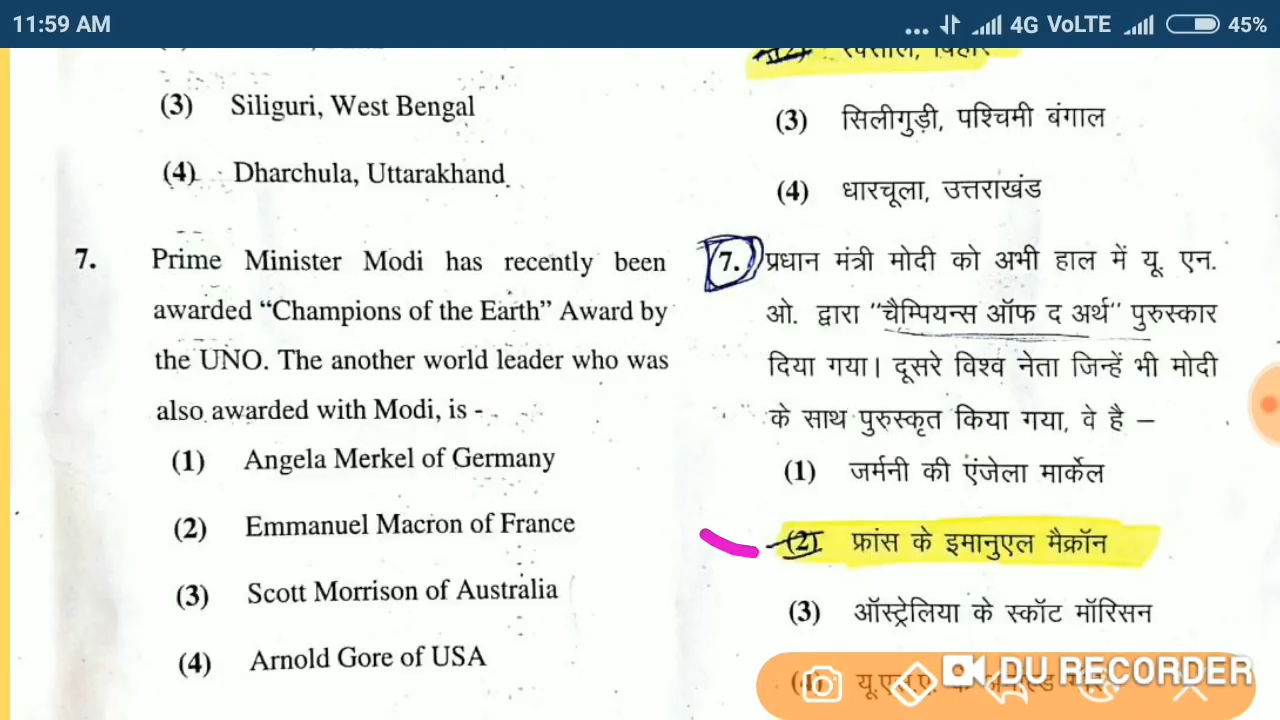 11:59 AM
... 4G VoLTE 45%
(3) Siliguri, West Bengal
(4) Dharchula, Uttarakhand
7. Prime Minister Modi has recently been
awarded “Champions of the Earth” Award by
the UNO. The another world leader who was
also awarded with Modi, is -
(1) Angela Merkel of Germany
(2) Emmanuel Macron of France
(3) Scott Morrison of Australia
(4) Arnold Gore of USA
(2) रक्सौल, बिहार
(3) सिलीगुड़ी, पश्चिमी बंगाल
(4) धारचूला, उत्तराखंड
7. प्रधान मंत्री मोदी को अभी हाल में यू. एन.
ओ. द्वारा "चैम्पियन्स ऑफ द अर्थ" पुरुस्कार
दिया गया। दूसरे विश्व नेता जिन्हें भी मोदी
के साथ पुरुस्कृत किया गया, वे है –
(1) जर्मनी की एंजेला मार्केल
(2) फ्रांस के इमानुएल मैक्रॉन
(3) ऑस्ट्रेलिया के स्कॉट मॉरिसन
(4) यू.एस.ए. के
DU RECORDER